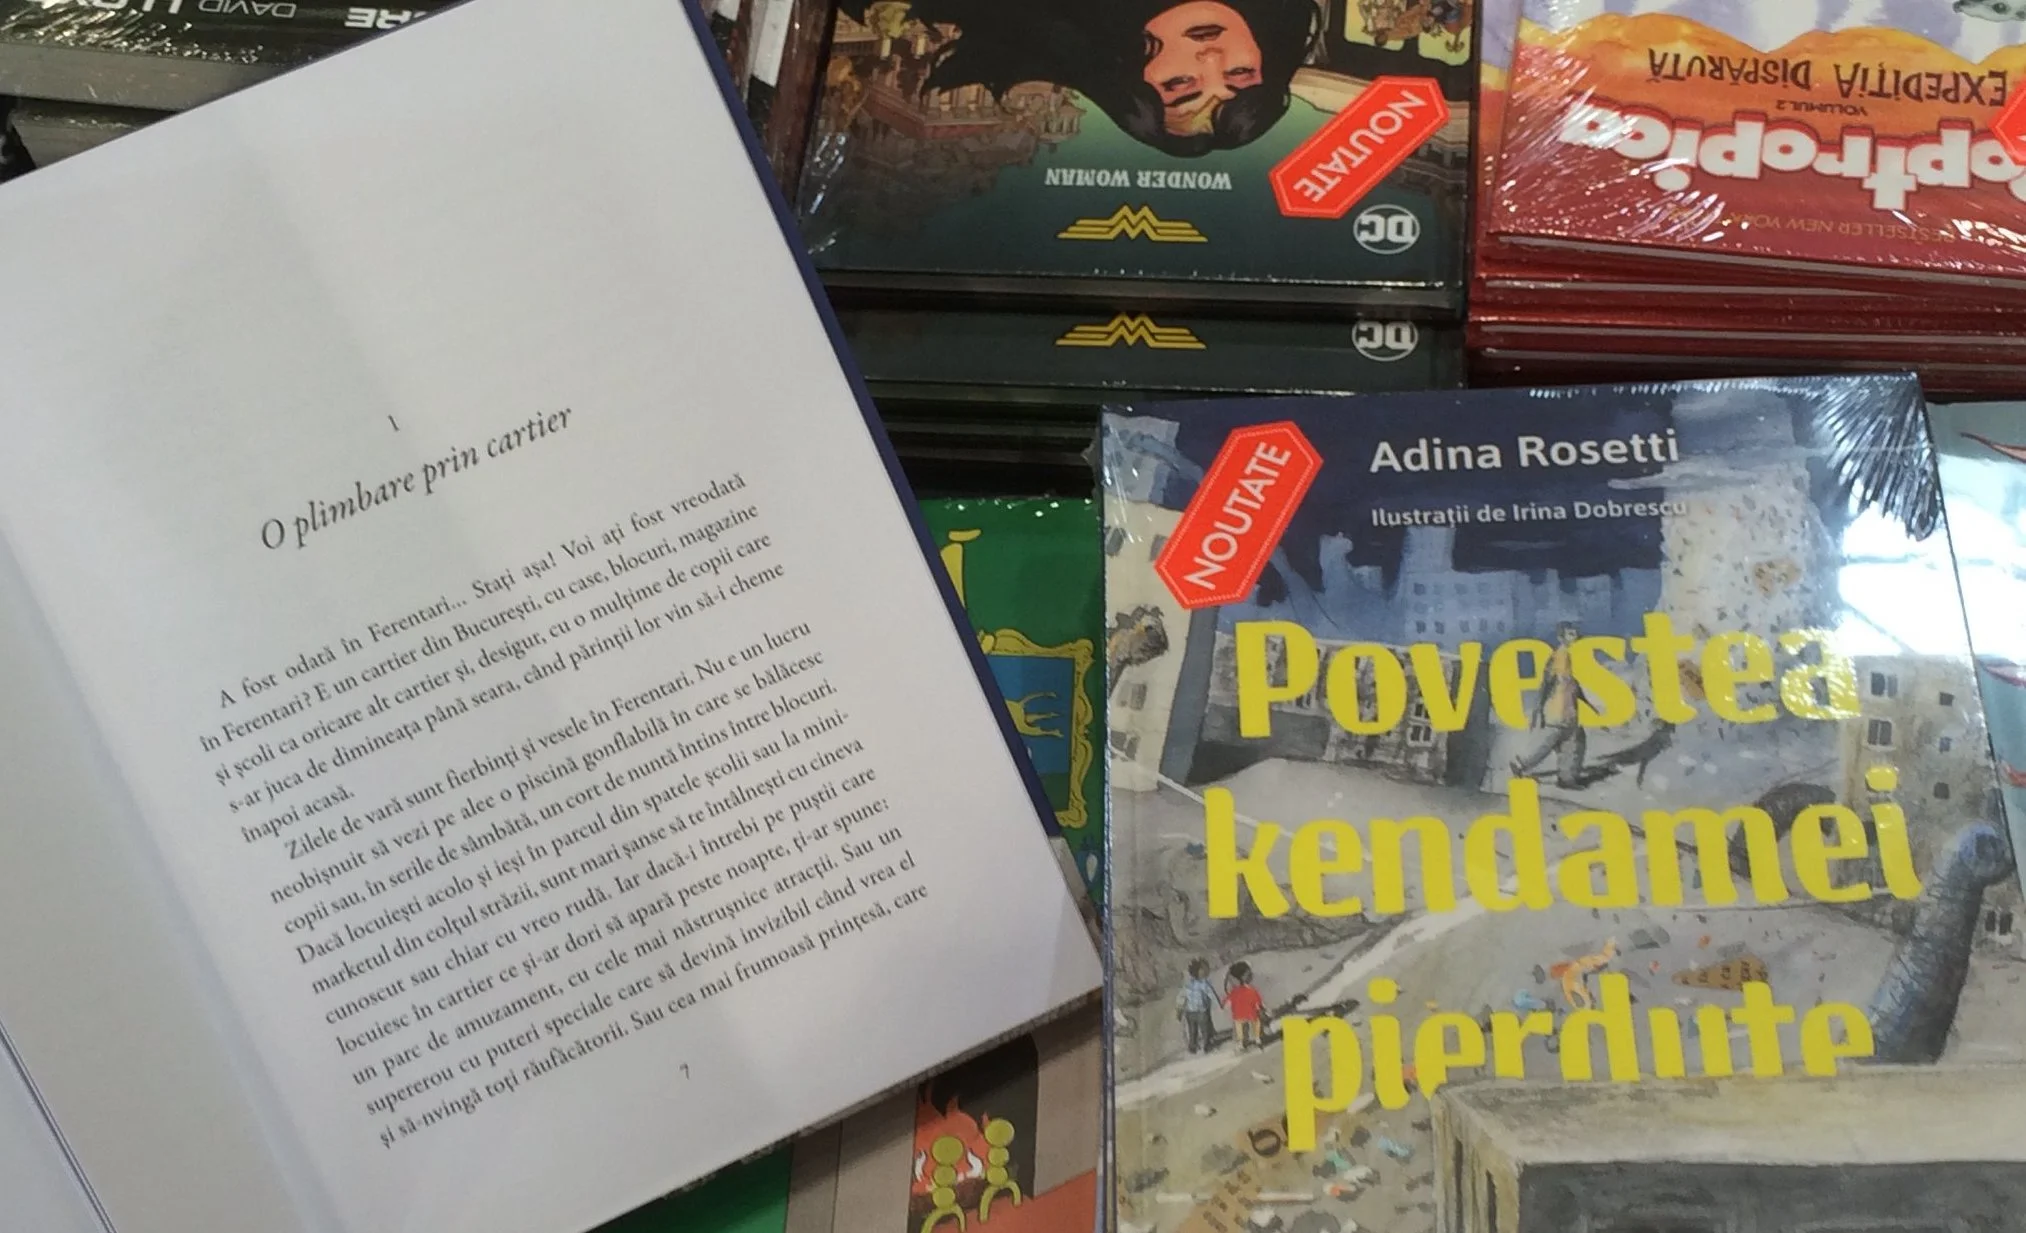 DAVID
1
O plimbare prin cartier
A fost odată în Ferentari... Stați așa! Voi ați fost vreodată
în Ferentari? E un cartier din București, cu case, blocuri, magazine
și școli ca oricare alt cartier și, desigur, cu o mulțime de copii care
s-ar juca de dimineața până seara, când părinții lor vin să-i cheme
înapoi acasă.
Zilele de vară sunt fierbinți și vesele în Ferentari. Nu e un lucru
neobișnuit să vezi pe alee o piscină gonflabilă în care se bălăcesc
copii sau, în serile de sâmbătă, un cort de nuntă întins între blocuri.
Dacă locuiești acolo și ieși în parcul din spatele școlii sau la mini-
marketul din colțul străzii, sunt mari șanse să te întâlnești cu cineva
cunoscut sau chiar cu vreo rudă. Iar dacă-i întrebi pe puștii care
locuiesc în cartier ce și-ar dori să apară peste noapte, ți-ar spune:
un parc de amuzament, cu cele mai năstrușnice atracții. Sau un
supererou cu puteri speciale care să devină invizibil când vrea el
și să-nvingă toți răufăcătorii. Sau cea mai frumoasă prințesă, care
7
NOUTATE
WONDER WOMAN
DC
DC
EXPEDIȚIA DISPĂRUTĂ
VOLUMUL 2
optropica
BESTSELLER NEW YORK
NOUTATE
Adina Rosetti
Ilustrații de Irina Dobrescu
Povestea
kendamei
pierdute